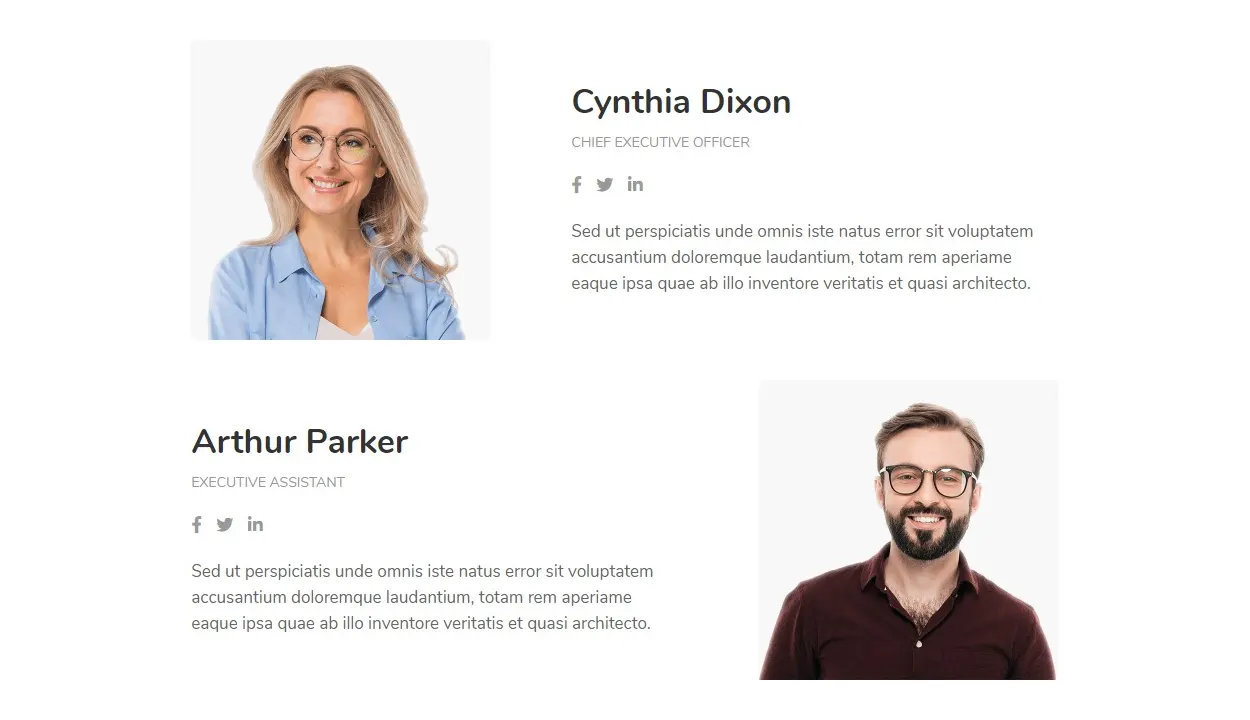 Cynthia Dixon
CHIEF EXECUTIVE OFFICER
Sed ut perspiciatis unde omnis iste natus error sit voluptatem
accusantium doloremque laudantium, totam rem aperiame
eaque ipsa quae ab illo inventore veritatis et quasi architecto.
Arthur Parker
EXECUTIVE ASSISTANT
Sed ut perspiciatis unde omnis iste natus error sit voluptatem
accusantium doloremque laudantium, totam rem aperiame
eaque ipsa quae ab illo inventore veritatis et quasi architecto.